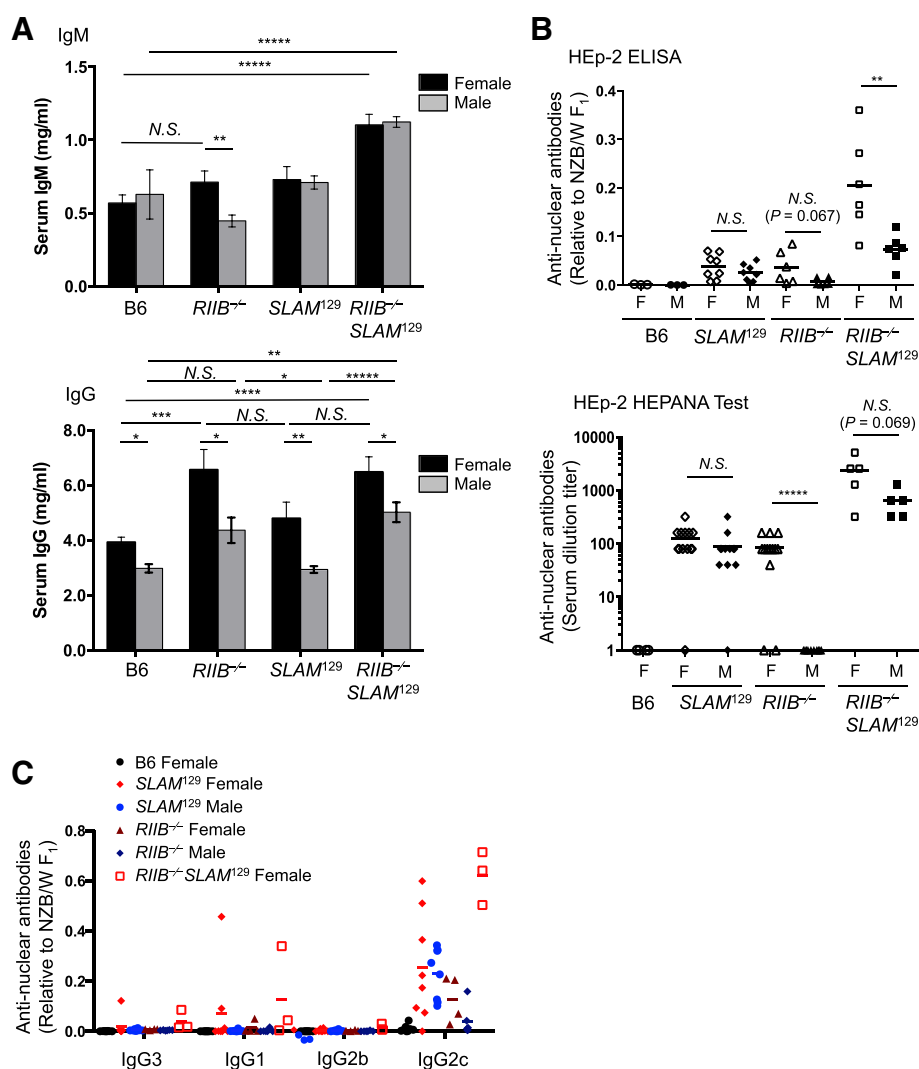 A
IgM
*****
*****
N.S.
**
Female
Male
Serum IgM (mg/ml)
1.5
1.0
0.5
0.0
B6
RIIB–/–
SLAM129
RIIB–/–
SLAM129
IgG
**
N.S.
*
*****
****
***
N.S.
N.S.
*
*
**
*
Female
Male
Serum IgG (mg/ml)
8.0
6.0
4.0
2.0
0.0
B6
RIIB–/–
SLAM129
RIIB–/–
SLAM129
B
HEp-2 ELISA
**
N.S.
N.S.
(P = 0.067)
Anti-nuclear antibodies
(Relative to NZB/W F1)
0.4
0.3
0.2
0.1
0.0
F M F M F M F M
B6
SLAM129
RIIB–/–
RIIB–/–
SLAM129
HEp-2 HEPANA Test
N.S.
(P = 0.069)
N.S.
*****
Anti-nuclear antibodies
(Serum dilution titer)
10000
1000
100
10
1
F F M F M F M
B6
SLAM129
RIIB–/–
RIIB–/–
SLAM129
C
B6 Female
SLAM129 Female
SLAM129 Male
RIIB–/– Female
RIIB–/– Male
RIIB–/–SLAM129 Female
Anti-nuclear antibodies
(Relative to NZB/W F1)
0.8
0.6
0.4
0.2
0.0
IgG3 IgG1 IgG2b IgG2c